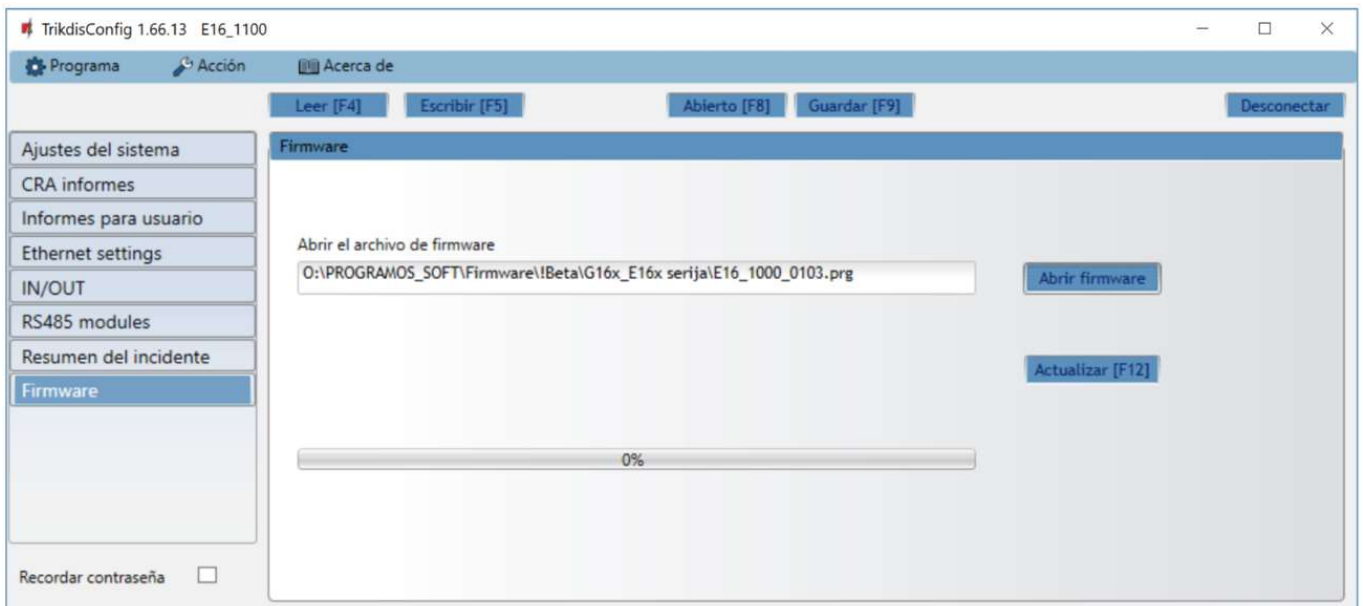 TrikdisConfig 1.66.13 E16_1100
Programa Acción Acerca de
Leer [F4] Escribir [F5] Abierto [F8] Guardar [F9] Desconectar
Ajustes del sistema
CRA informes
Informes para usuario
Ethernet settings
IN/OUT
RS485 modules
Resumen del incidente
Firmware
Recordar contraseña
Firmware
Abrir el archivo de firmware
O:\PROGRAMOS_SOFT\Firmware\!Beta\G16x_E16x serija\E16_1000_0103.prg
Abrir firmware
Actualizar [F12]
0%